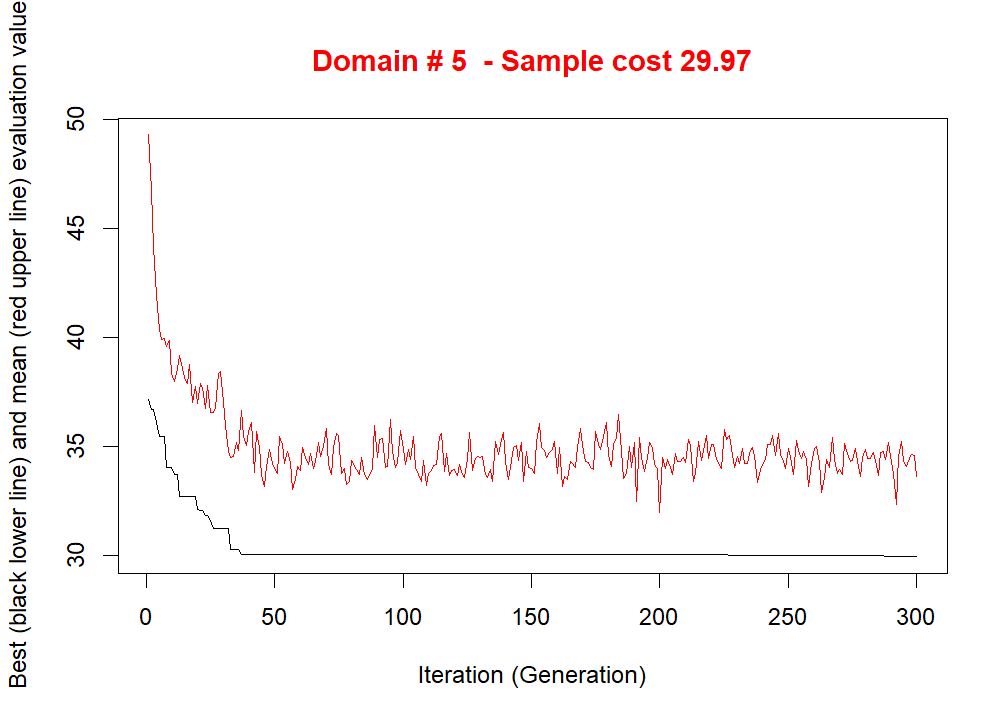 Domain # 5  - Sample cost 29.97
Best (black lower line) and mean (red upper line) evaluation value
50
45
40
35
30
0 50 100 150 200 250 300
Iteration (Generation)